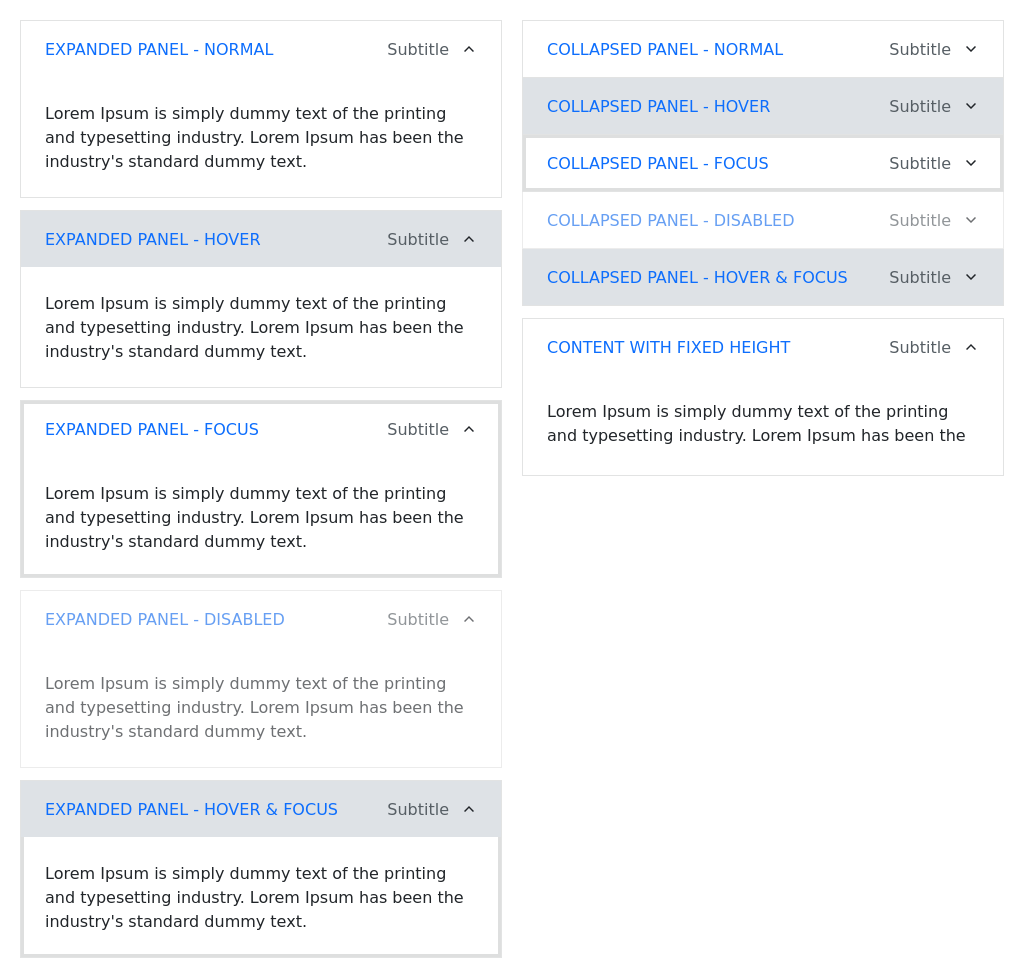 EXPANDED PANEL - NORMAL Subtitle
Lorem Ipsum is simply dummy text of the printing
and typesetting industry. Lorem Ipsum has been the
industry's standard dummy text.
EXPANDED PANEL - HOVER Subtitle
Lorem Ipsum is simply dummy text of the printing
and typesetting industry. Lorem Ipsum has been the
industry's standard dummy text.
EXPANDED PANEL - FOCUS Subtitle
Lorem Ipsum is simply dummy text of the printing
and typesetting industry. Lorem Ipsum has been the
industry's standard dummy text.
EXPANDED PANEL - DISABLED Subtitle
Lorem Ipsum is simply dummy text of the printing
and typesetting industry. Lorem Ipsum has been the
industry's standard dummy text.
EXPANDED PANEL - HOVER & FOCUS Subtitle
Lorem Ipsum is simply dummy text of the printing
and typesetting industry. Lorem Ipsum has been the
industry's standard dummy text.
COLLAPSED PANEL - NORMAL Subtitle
COLLAPSED PANEL - HOVER Subtitle
COLLAPSED PANEL - FOCUS Subtitle
COLLAPSED PANEL - DISABLED Subtitle
COLLAPSED PANEL - HOVER & FOCUS Subtitle
CONTENT WITH FIXED HEIGHT Subtitle
Lorem Ipsum is simply dummy text of the printing
and typesetting industry. Lorem Ipsum has been the